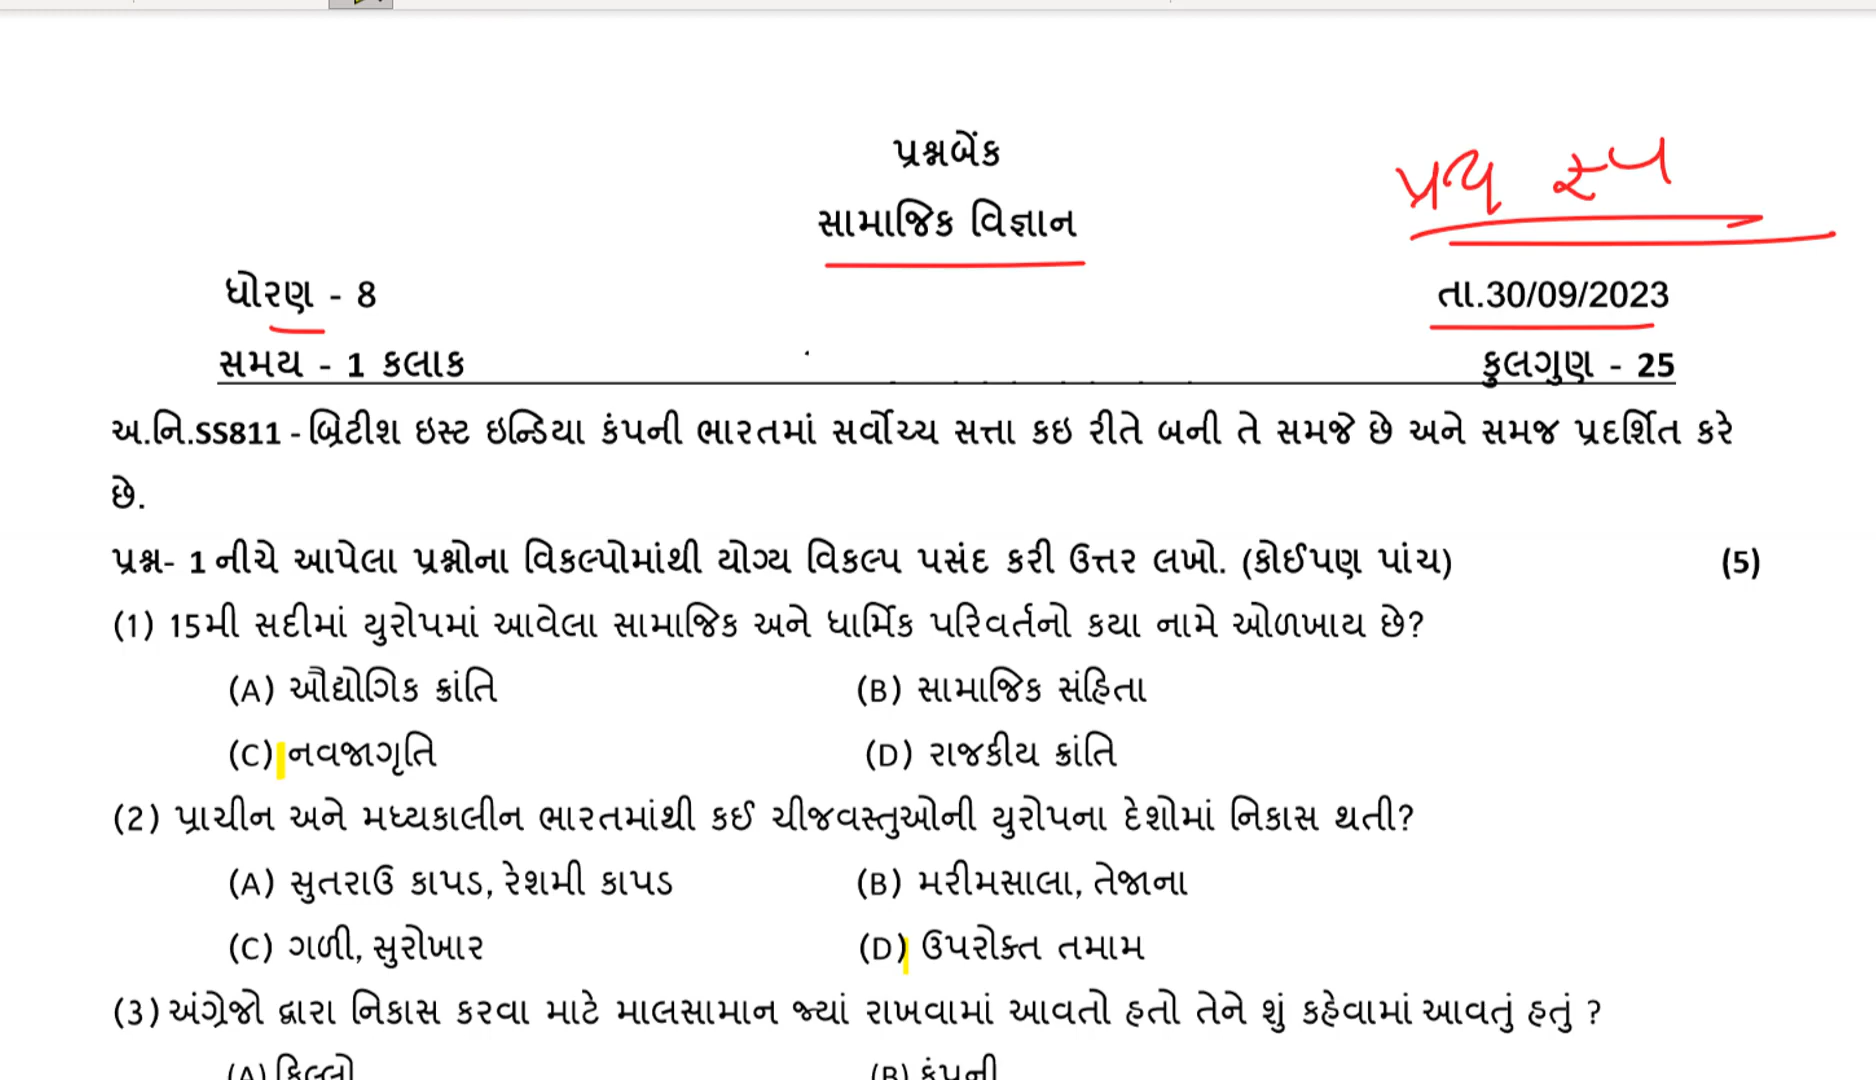 પ્રશ્નબેંક
સામાજિક વિજ્ઞાન
ધોરણ - 8
તા.30/09/2023
સમય - 1 કલાક
કુલગુણ - 25
અ.નિ.SS811 - બ્રિટીશ ઇસ્ટ ઇન્ડિયા કંપની ભારતમાં સર્વોચ્ય સત્તા કઇ રીતે બની તે સમજે છે અને સમજ પ્રદર્શિત કરે
છે.
પ્રશ્ન- 1 નીચે આપેલા પ્રશ્નોના વિકલ્પોમાંથી યોગ્ય વિકલ્પ પસંદ કરી ઉત્તર લખો. (કોઈપણ પાંચ) (5)
(1) 15મી સદીમાં યુરોપમાં આવેલા સામાજિક અને ધાર્મિક પરિવર્તનો કયા નામે ઓળખાય છે?
(A) ઔદ્યોગિક ક્રાંતિ (B) સામાજિક સંહિતા
(C) નવજાગૃતિ (D) રાજકીય ક્રાંતિ
(2) પ્રાચીન અને મધ્યકાલીન ભારતમાંથી કઈ ચીજવસ્તુઓની યુરોપના દેશોમાં નિકાસ થતી?
(A) સુતરાઉ કાપડ, રેશમી કાપડ (B) મરીમસાલા, તેજાના
(C) ગળી, સુરોખાર (D) ઉપરોક્ત તમામ
(3) અંગ્રેજો દ્વારા નિકાસ કરવા માટે માલસામાન જ્યાં રાખવામાં આવતો હતો તેને શું કહેવામાં આવતું હતું ?
(A) કિલ્લો (B) કંપની